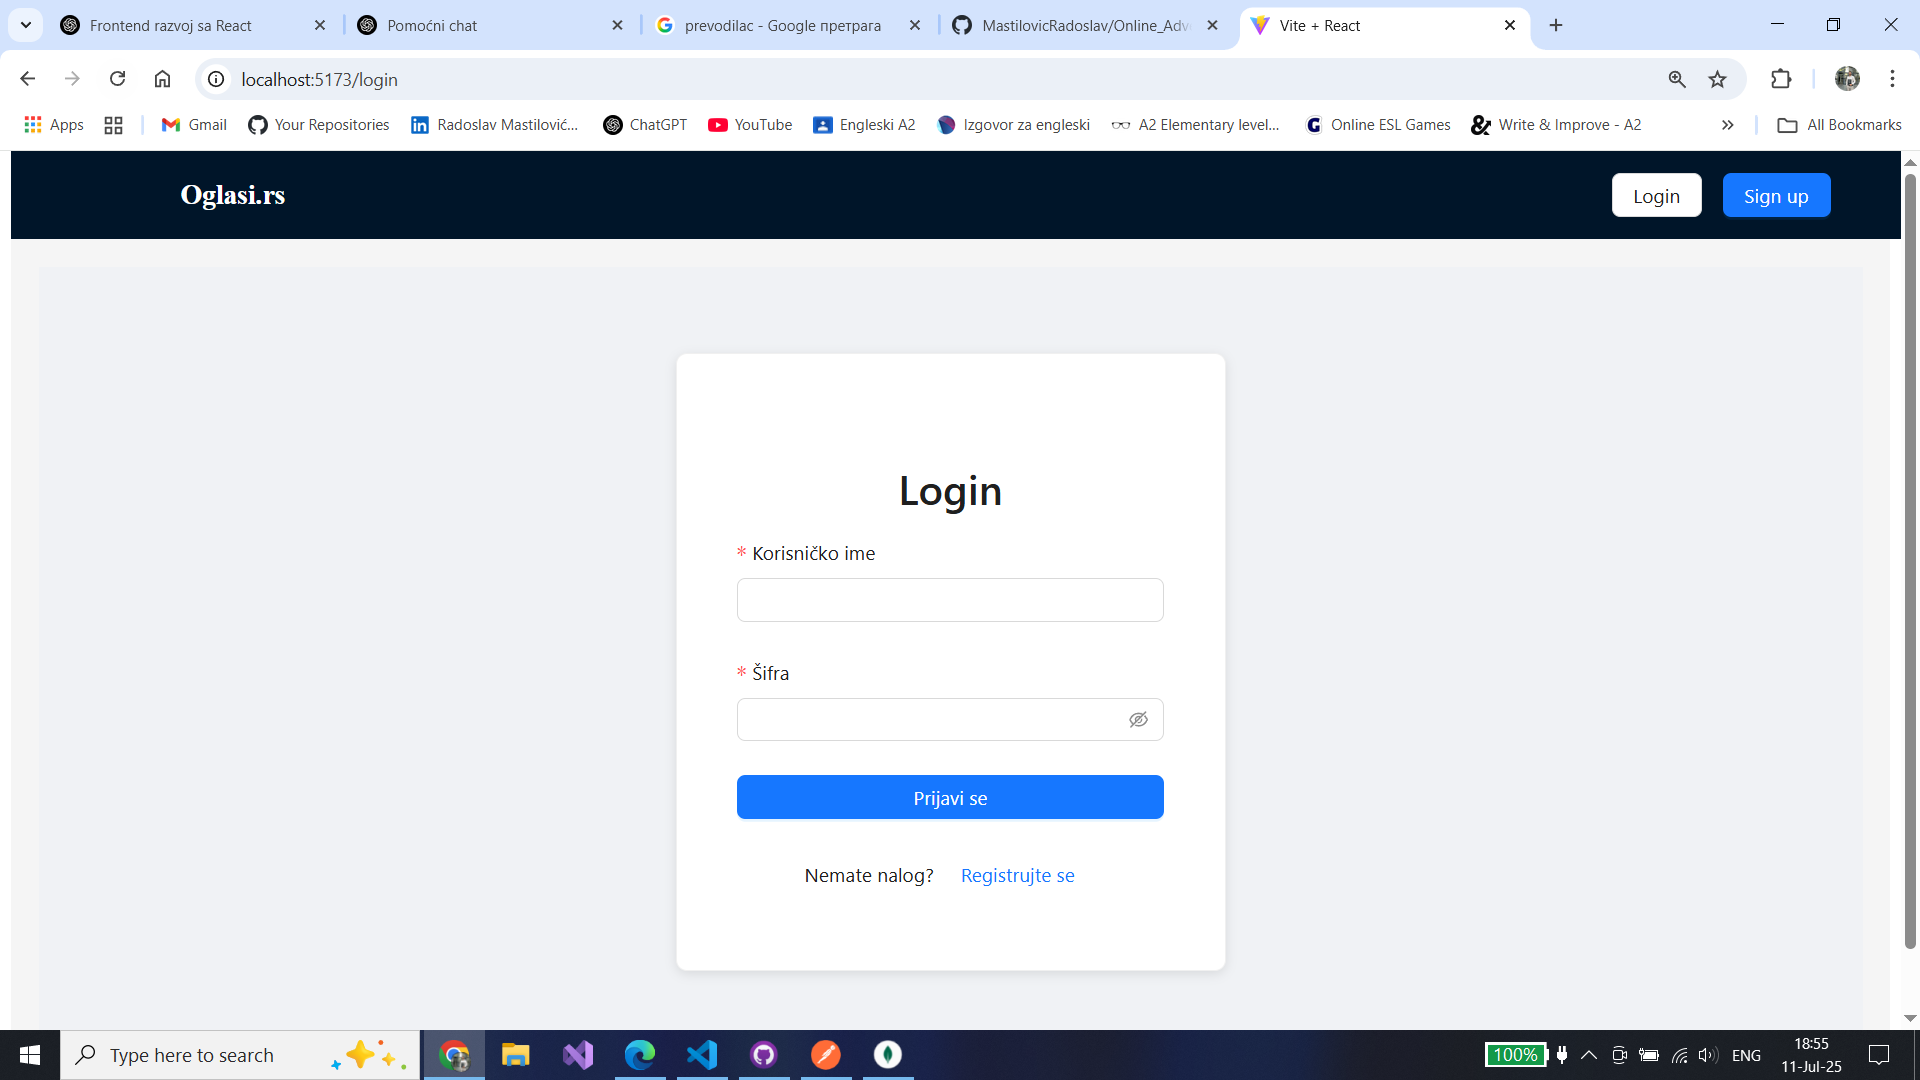 Frontend razvoj sa React
Pomoćni chat
prevodilac - Google претрага
MastilovicRadoslav/Online_Adv
Vite + React
localhost:5173/login
Apps
Gmail
Your Repositories
Radoslav Mastilović...
ChatGPT
YouTube
Engleski A2
Izgovor za engleski
A2 Elementary level...
Online ESL Games
Write & Improve - A2
All Bookmarks
Oglasi.rs
Login
Sign up
Login
* Korisničko ime
* Šifra
Prijavi se
Nemate nalog? Registrujte se
Type here to search
100%
ENG
18:55
11-Jul-25